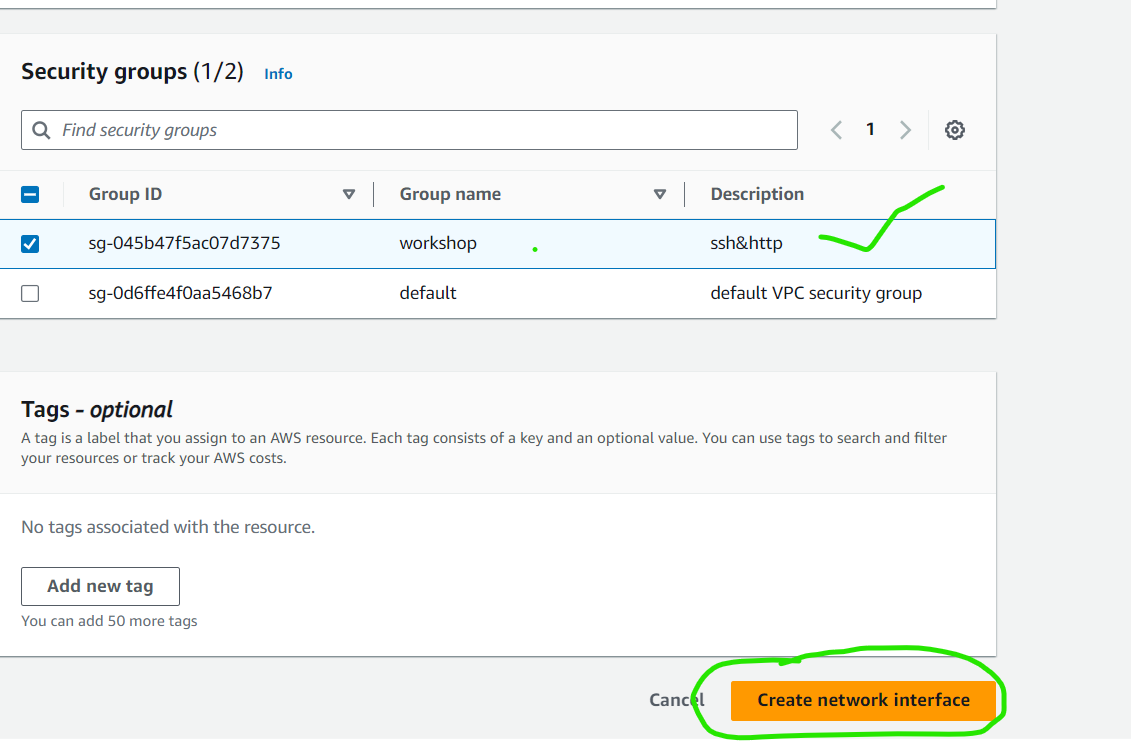 Security groups (1/2) Info
Find security groups
1
Group ID Group name Description
sg-045b47f5ac07d7375 workshop ssh&http
sg-0d6ffe4f0aa5468b7 default default VPC security group
Tags - optional
A tag is a label that you assign to an AWS resource. Each tag consists of a key and an optional value. You can use tags to search and filter
your resources or track your AWS costs.
No tags associated with the resource.
Add new tag
You can add 50 more tags
Cancel Create network interface